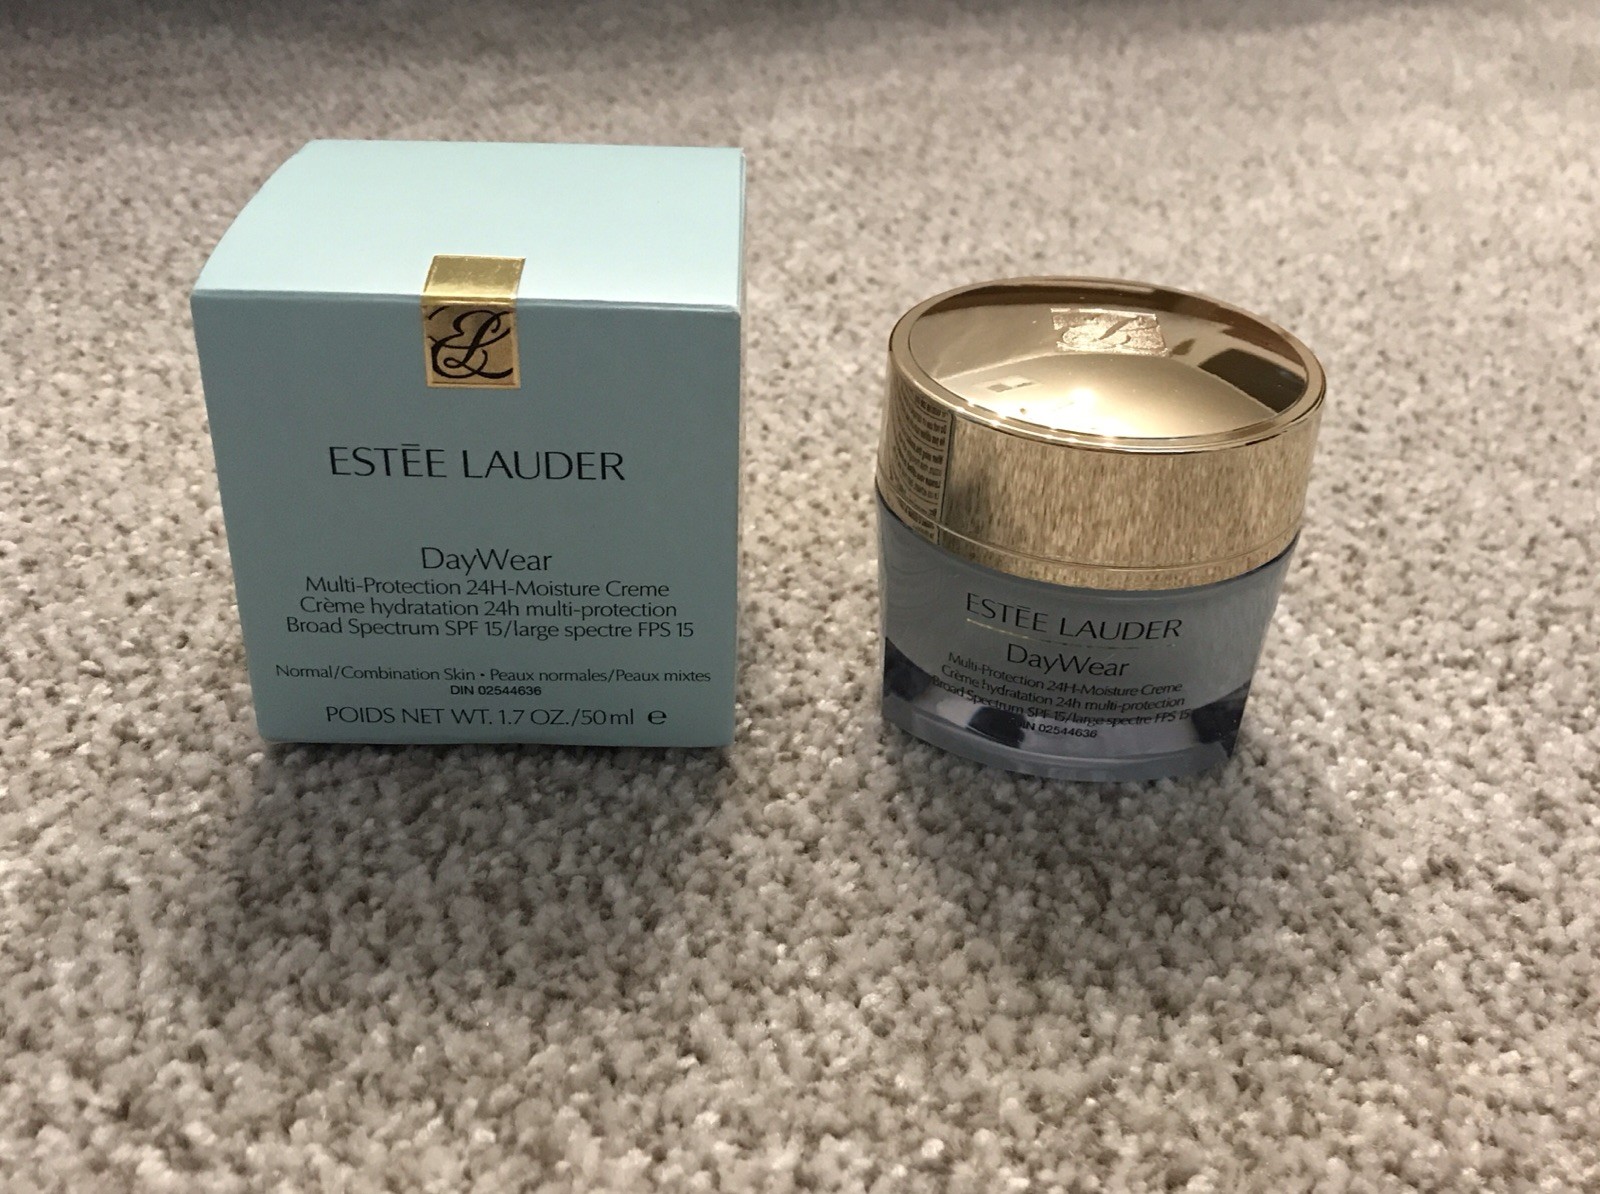 EL
ESTĒE LAUDER
DayWear
Multi-Protection 24H-Moisture Creme
Crème hydratation 24h multi-protection
Broad Spectrum SPF 15/large spectre FPS 15
Normal/Combination Skin • Peaux normales/Peaux mixtes
DIN 02544636
POIDS NET WT. 1.7 OZ./50 ml ℮
ESTĒE LAUDER
DayWear
Multi-Protection 24H-Moisture Creme
Crème hydratation 24h multi-protection
Broad Spectrum SPF 15/large spectre FPS 15
DIN 02544636